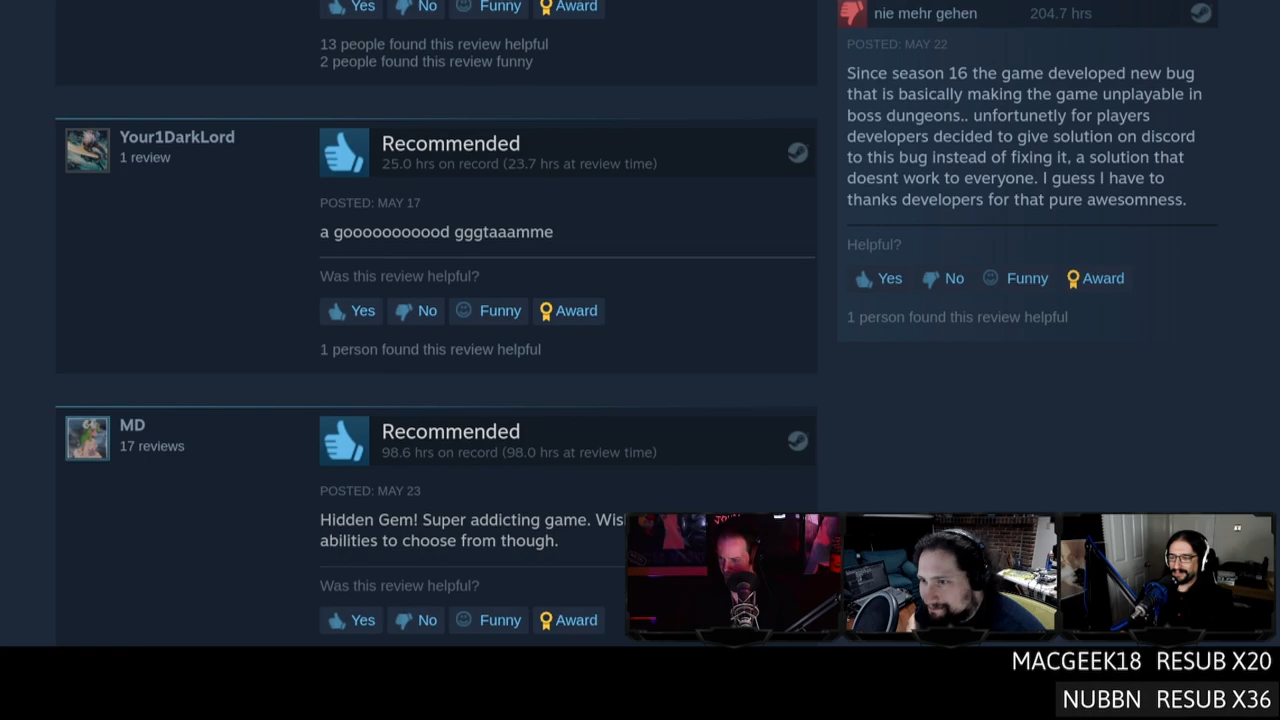 Yes No Funny Award
13 people found this review helpful
2 people found this review funny
Your1DarkLord
1 review
Recommended
25.0 hrs on record (23.7 hrs at review time)
POSTED: MAY 17
a gooooooooood gggtaaamme
Was this review helpful?
Yes No Funny Award
1 person found this review helpful
MD
17 reviews
Recommended
98.6 hrs on record (98.0 hrs at review time)
POSTED: MAY 23
Hidden Gem! Super addicting game.
abilities to choose from though.
Was this review helpful?
Yes No Funny Award
nie mehr gehen 204.7 hrs
POSTED: MAY 22
Since season 16 the game developed new bug
that is basically making the game unplayable in
boss dungeons.. unfortunetly for players
developers decided to give solution on discord
to this bug instead of fixing it, a solution that
doesnt work to everyone. I guess I have to
thanks developers for that pure awesomness.
Helpful?
Yes No Funny Award
1 person found this review helpful
MACGEEK18 RESUB X20
NUBBN RESUB X36